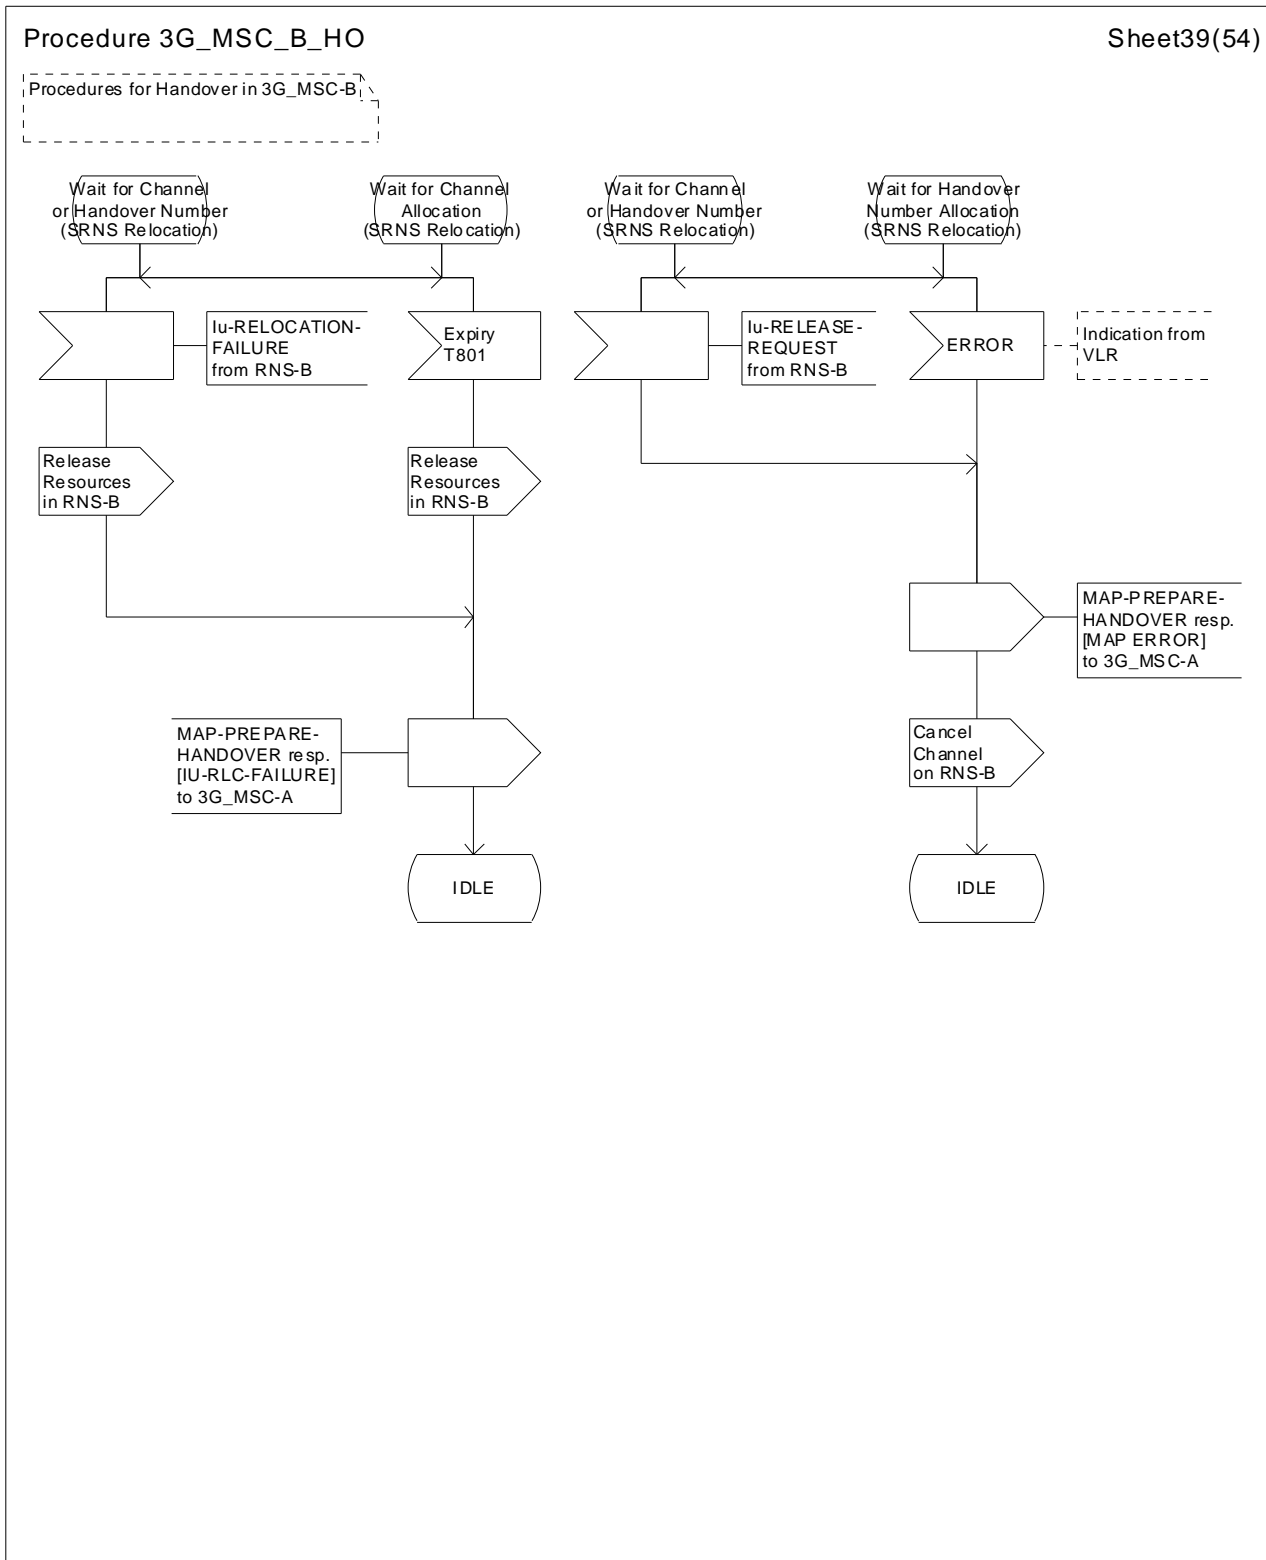 Procedure 3G_MSC_B_HO
Sheet39(54)
Procedures for Handover in 3G_MSC-B
Wait for Channel
or Handover Number
(SRNS Relocation)
Wait for Channel
Allocation
(SRNS Relocation)
Wait for Channel
or Handover Number
(SRNS Relocation)
Wait for Handover
Number Allocation
(SRNS Relocation)
Iu-RELOCATION-
FAILURE
from RNS-B
Expiry
T801
Iu-RELEASE-
REQUEST
from RNS-B
ERROR
Indication from
VLR
Release
Resources
in RNS-B
Release
Resources
in RNS-B
MAP-PREPARE-
HANDOVER resp.
[MAP ERROR]
to 3G_MSC-A
MAP-PREPARE-
HANDOVER resp.
[IU-RLC-FAILURE]
to 3G_MSC-A
Cancel
Channel
on RNS-B
IDLE
IDLE